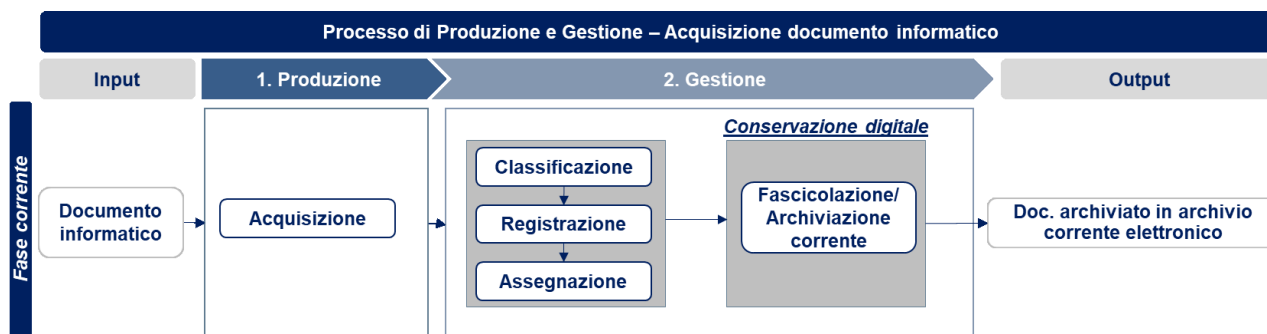 Processo di Produzione e Gestione – Acquisizione documento informatico
Input
1. Produzione
2. Gestione
Output
Fase corrente
Documento
informatico
Acquisizione
Classificazione
Registrazione
Assegnazione
Conservazione digitale
Fascicolazione/
Archiviazione
corrente
Doc. archiviato in archivio
corrente elettronico